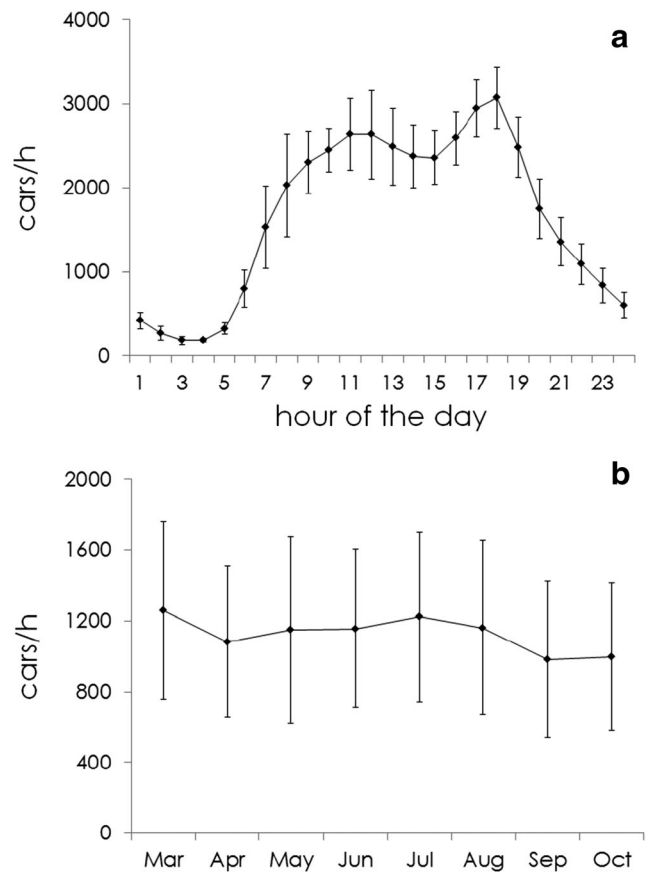 a
4000
3000
2000
1000
0
cars/h
1 3 5 7 9 11 13 15 17 19 21 23
hour of the day
b
2000
1600
1200
800
400
0
cars/h
Mar Apr May Jun Jul Aug Sep Oct